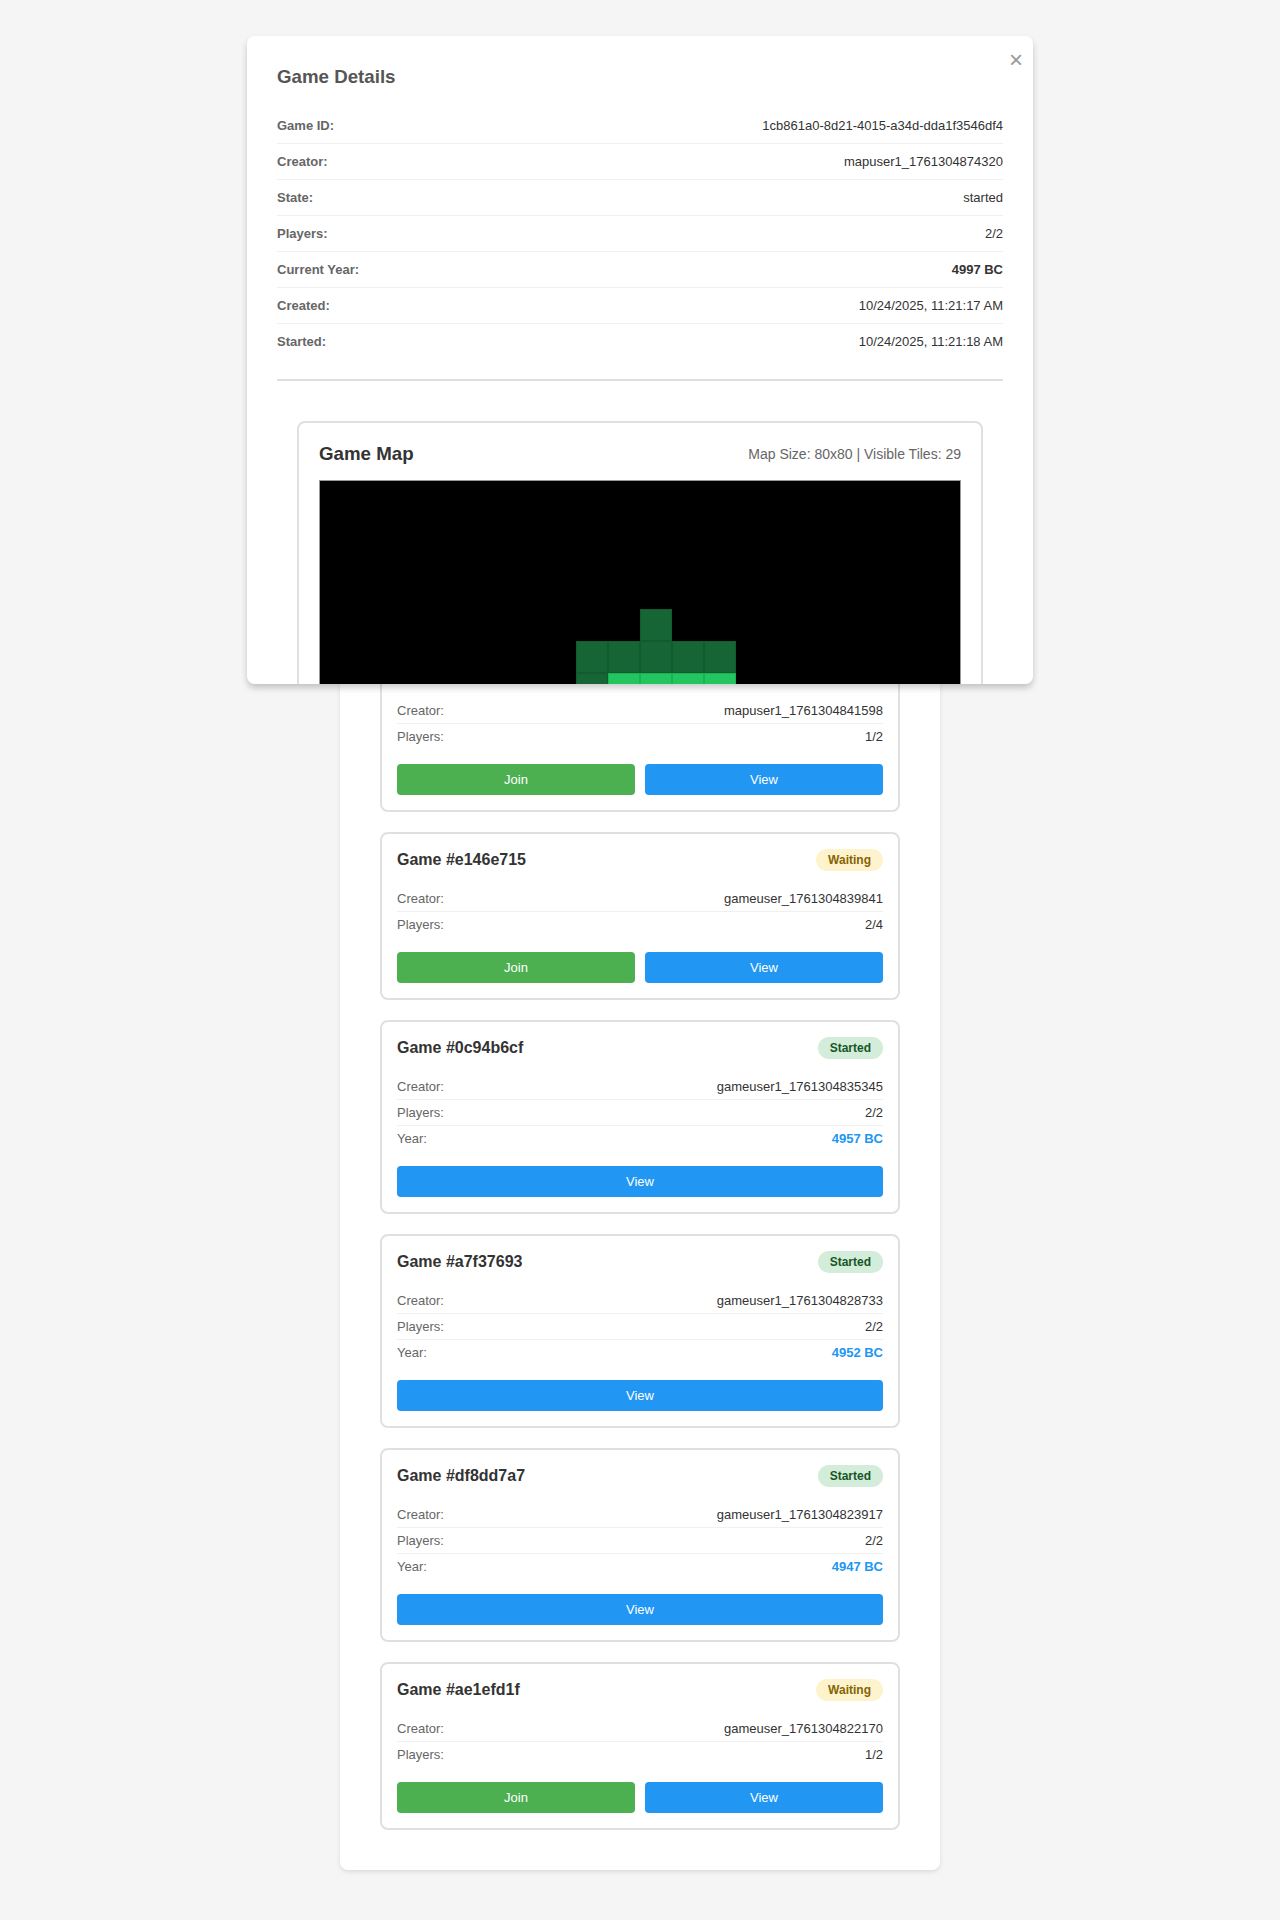 ×
Game Details
Game ID: 1cb861a0-8d21-4015-a34d-dda1f3546df4
Creator: mapuser1_1761304874320
State: started
Players: 2/2
Current Year: 4997 BC
Created: 10/24/2025, 11:21:17 AM
Started: 10/24/2025, 11:21:18 AM
Game Map Map Size: 80x80 | Visible Tiles: 29
Creator: mapuser1_1761304841598
Players: 1/2
Join View
Game #e146e715 Waiting
Creator: gameuser_1761304839841
Players: 2/4
Join View
Game #0c94b6cf Started
Creator: gameuser1_1761304835345
Players: 2/2
Year: 4957 BC
View
Game #a7f37693 Started
Creator: gameuser1_1761304828733
Players: 2/2
Year: 4952 BC
View
Game #df8dd7a7 Started
Creator: gameuser1_1761304823917
Players: 2/2
Year: 4947 BC
View
Game #ae1efd1f Waiting
Creator: gameuser_1761304822170
Players: 1/2
Join View